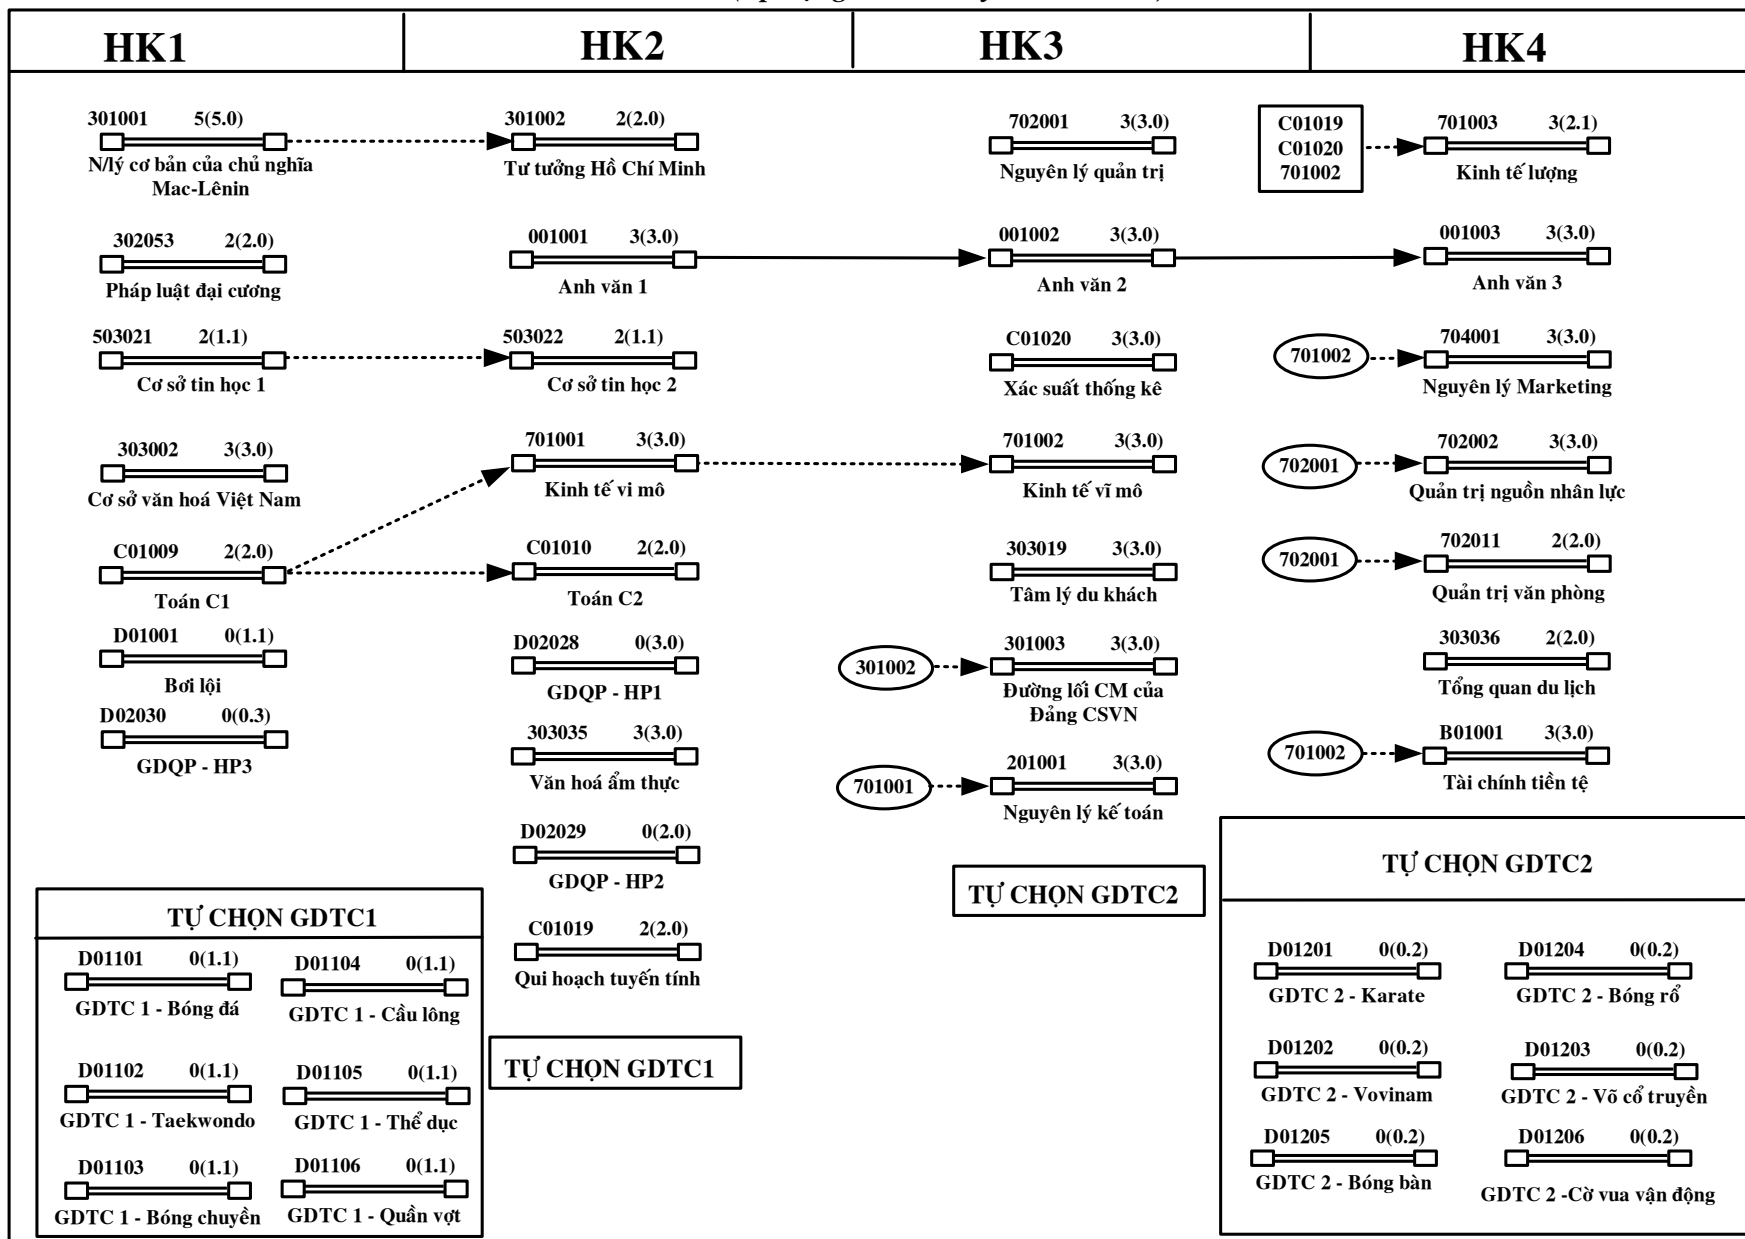 HK1
HK2
HK3
HK4
301001 5(5.0)
N/lý cơ bản của chủ nghĩa
Mac-Lênin
302053 2(2.0)
Pháp luật đại cương
503021 2(1.1)
Cơ sở tin học 1
303002 3(3.0)
Cơ sở văn hoá Việt Nam
C01009 2(2.0)
Toán C1
D01001 0(1.1)
Bơi lội
D02030 0(0.3)
GDQP - HP3
TỰ CHỌN GDTC1
D01101 0(1.1)
GDTC 1 - Bóng đá
D01104 0(1.1)
GDTC 1 - Cầu lông
D01102 0(1.1)
GDTC 1 - Taekwondo
D01105 0(1.1)
GDTC 1 - Thể dục
D01103 0(1.1)
GDTC 1 - Bóng chuyền
D01106 0(1.1)
GDTC 1 - Quần vợt
301002 2(2.0)
Tư tưởng Hồ Chí Minh
001001 3(3.0)
Anh văn 1
503022 2(1.1)
Cơ sở tin học 2
701001 3(3.0)
Kinh tế vi mô
C01010 2(2.0)
Toán C2
D02028 0(3.0)
GDQP - HP1
303035 3(3.0)
Văn hoá ẩm thực
D02029 0(2.0)
GDQP - HP2
C01019 2(2.0)
Qui hoạch tuyến tính
TỰ CHỌN GDTC1
702001 3(3.0)
Nguyên lý quản trị
001002 3(3.0)
Anh văn 2
C01020 3(3.0)
Xác suất thống kê
701002 3(3.0)
Kinh tế vĩ mô
303019 3(3.0)
Tâm lý du khách
301002
301003 3(3.0)
Đường lối CM của
Đảng CSVN
701001
201001 3(3.0)
Nguyên lý kế toán
TỰ CHỌN GDTC2
C01019
C01020
701002
701003 3(2.1)
Kinh tế lượng
001003 3(3.0)
Anh văn 3
701002
704001 3(3.0)
Nguyên lý Marketing
702001
702002 3(3.0)
Quản trị nguồn nhân lực
702001
702011 2(2.0)
Quản trị văn phòng
303036 2(2.0)
Tổng quan du lịch
701002
B01001 3(3.0)
Tài chính tiền tệ
TỰ CHỌN GDTC2
D01201 0(0.2)
GDTC 2 - Karate
D01204 0(0.2)
GDTC 2 - Bóng rổ
D01202 0(0.2)
GDTC 2 - Vovinam
D01203 0(0.2)
GDTC 2 - Võ cổ truyền
D01205 0(0.2)
GDTC 2 - Bóng bàn
D01206 0(0.2)
GDTC 2 -Cờ vua vận động